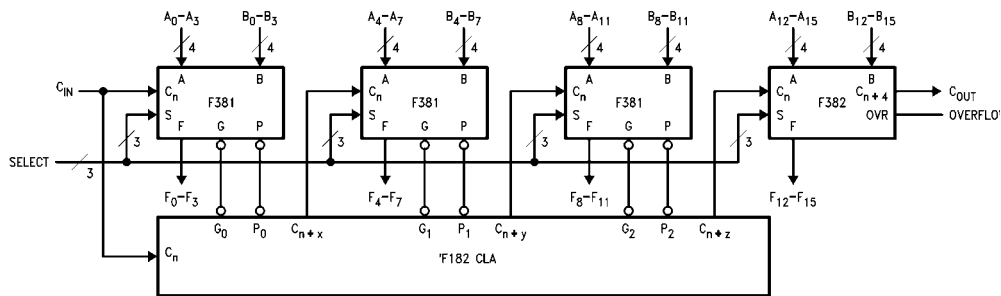 A₀–A₃ B₀–B₃ A₄–A₇ B₄–B₇ A₈–A₁₁ B₈–B₁₁ A₁₂–A₁₅ B₁₂–B₁₅
4 4 4 4 4 4 4 4
A B A B A B A B
C_IN Cₙ Cₙ Cₙ Cₙ Cₙ₊₄ C_OUT
F381 F381 F381 F382
S S S S OVR OVERFLOW
F G P F G P F G P F
3 3 3
SELECT 3
F₀–F₃ F₄–F₇ F₈–F₁₁ F₁₂–F₁₅
G₀ P₀ Cₙ₊ₓ G₁ P₁ Cₙ₊y G₂ P₂ Cₙ₊z
Cₙ 'F182 CLA